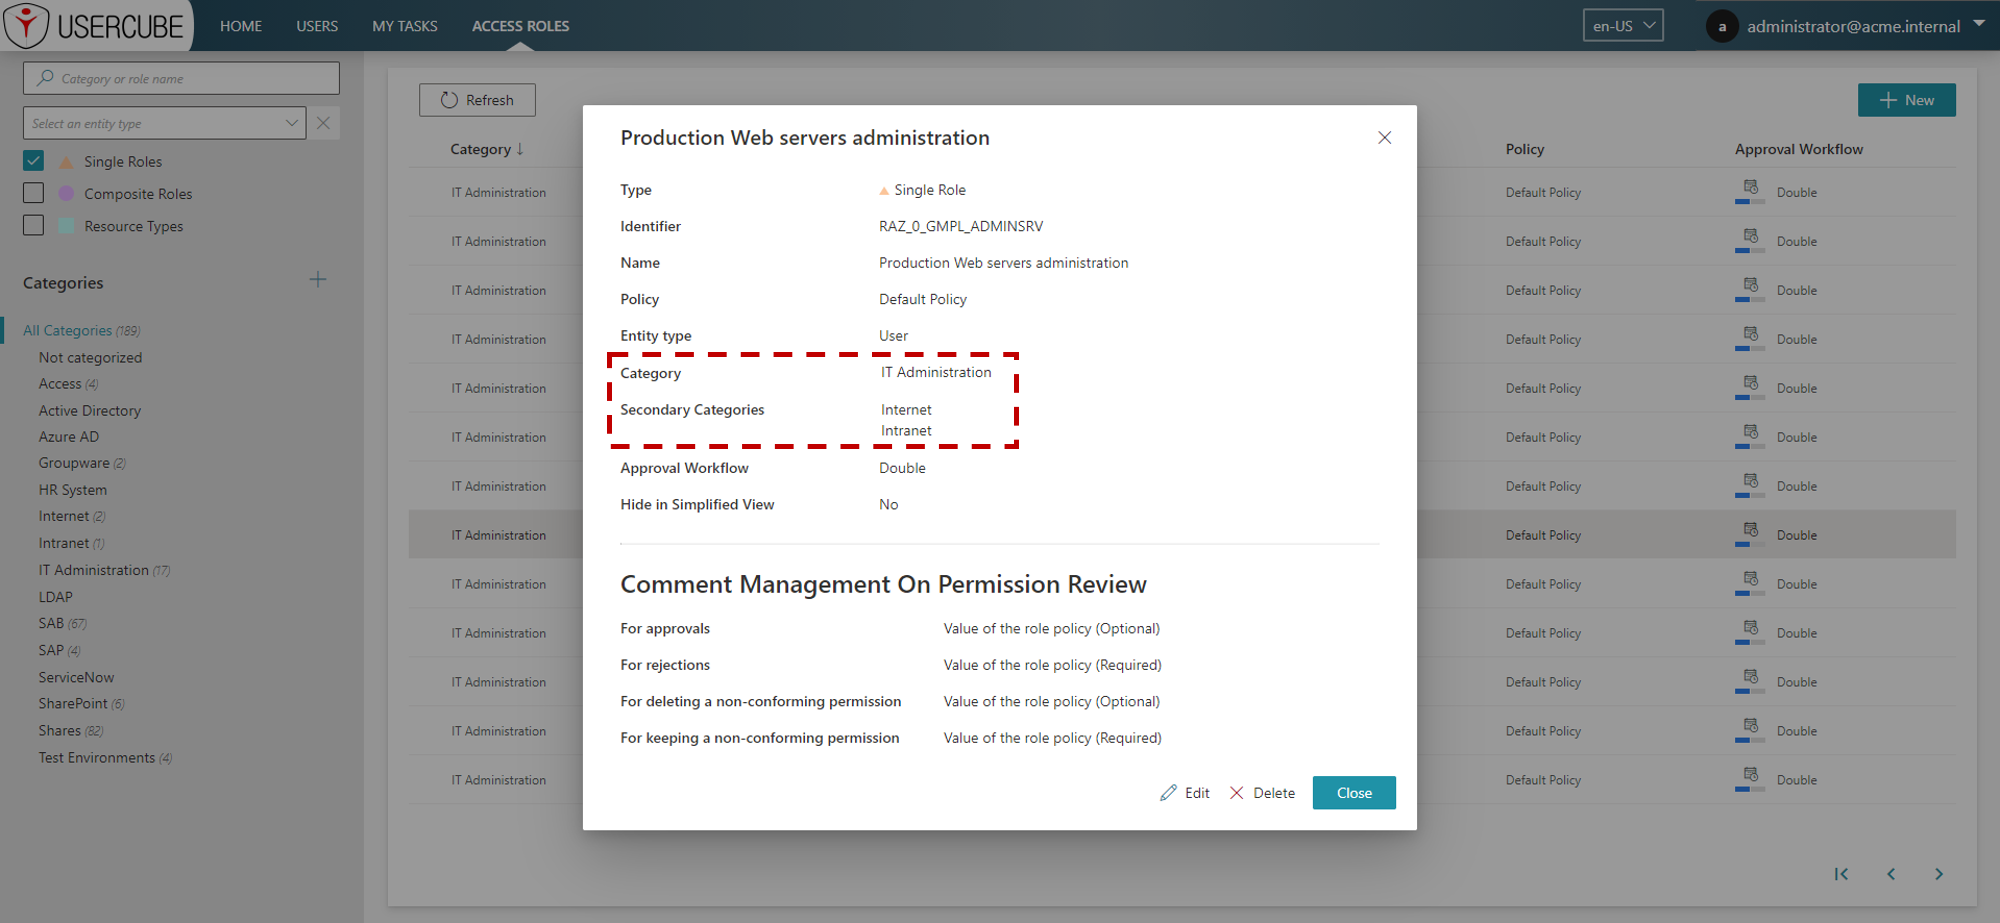 USERCUBE
HOME
USERS
MY TASKS
ACCESS ROLES
en-US
a
administrator@acme.internal
Category or role name
Select an entity type
Single Roles
Composite Roles
Resource Types
Categories
All Categories (189)
Not categorized
Access (4)
Active Directory
Azure AD
Groupware (2)
HR System
Internet (2)
Intranet (1)
IT Administration (17)
LDAP
SAB (67)
SAP (4)
ServiceNow
SharePoint (6)
Shares (82)
Test Environments (4)
Refresh
New
Category ↓
Policy
Approval Workflow
IT Administration
Default Policy
Double
IT Administration
Default Policy
Double
IT Administration
Default Policy
Double
IT Administration
Default Policy
Double
IT Administration
Default Policy
Double
IT Administration
Default Policy
Double
IT Administration
Default Policy
Double
IT Administration
Default Policy
Double
IT Administration
Default Policy
Double
IT Administration
Default Policy
Double
IT Administration
Default Policy
Double
IT Administration
Default Policy
Double
IT Administration
Default Policy
Double
Production Web servers administration
Type
Single Role
Identifier
RAZ_0_GMPL_ADMINSRV
Name
Production Web servers administration
Policy
Default Policy
Entity type
User
Category
IT Administration
Secondary Categories
Internet
Intranet
Approval Workflow
Double
Hide in Simplified View
No
Comment Management On Permission Review
For approvals
Value of the role policy (Optional)
For rejections
Value of the role policy (Required)
For deleting a non-conforming permission
Value of the role policy (Optional)
For keeping a non-conforming permission
Value of the role policy (Required)
Edit
Delete
Close